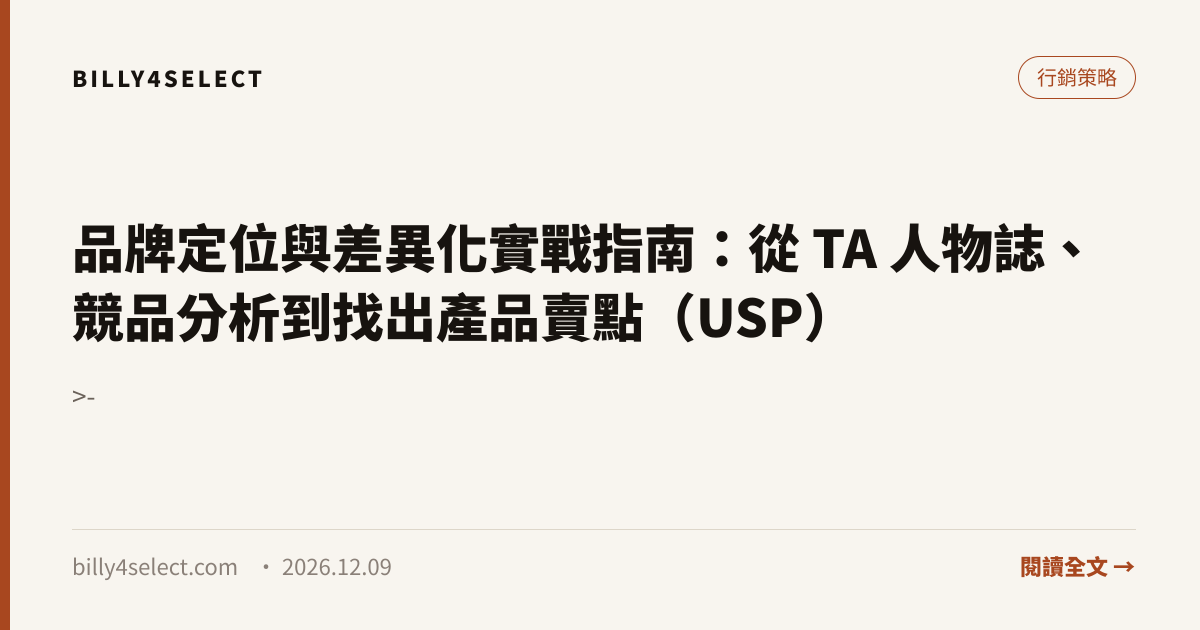 BILLY4SELECT
行銷策略
品牌定位與差異化實戰指南：從 TA 人物誌、
競品分析到找出產品賣點（USP）
>-
billy4select.com • 2026.12.09
閱讀全文 →